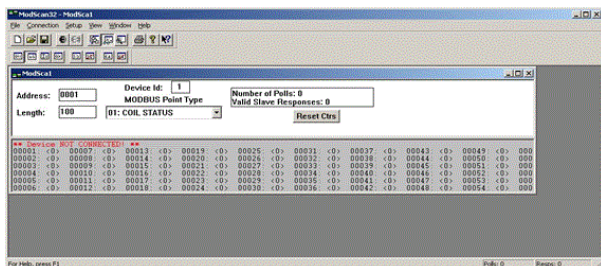 ModScan32 - ModSca1
File Connection Setup View Window Help
ModSca1
Address: 0001
Device Id: 1
MODBUS Point Type
Length: 100
01: COIL STATUS
Number of Polls: 0
Valid Slave Responses: 0
Reset Ctrs
** Device NOT CONNECTED! **
00001: <0> 00007: <0> 00013: <0> 00019: <0> 00025: <0> 00031: <0> 00037: <0> 00043: <0> 00049: <0> 000
00002: <0> 00008: <0> 00014: <0> 00020: <0> 00026: <0> 00032: <0> 00038: <0> 00044: <0> 00050: <0> 000
00003: <0> 00009: <0> 00015: <0> 00021: <0> 00027: <0> 00033: <0> 00039: <0> 00045: <0> 00051: <0> 000
00004: <0> 00010: <0> 00016: <0> 00022: <0> 00028: <0> 00034: <0> 00040: <0> 00046: <0> 00052: <0> 000
00005: <0> 00011: <0> 00017: <0> 00023: <0> 00029: <0> 00035: <0> 00041: <0> 00047: <0> 00053: <0> 000
00006: <0> 00012: <0> 00018: <0> 00024: <0> 00030: <0> 00036: <0> 00042: <0> 00048: <0> 00054: <0> 000
For Help, press F1
Polls: 0
Resps: 0